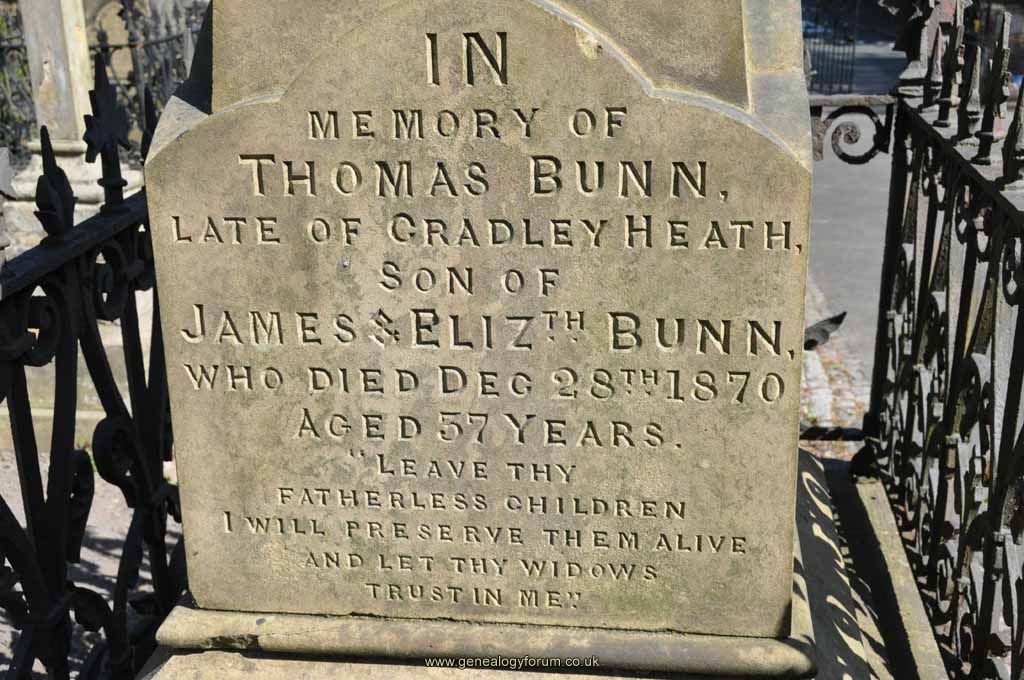 IN
MEMORY OF
THOMAS BUNN,
LATE OF CRADLEY HEATH,
SON OF
JAMES & ELIZTH BUNN,
WHO DIED DEC 28TH 1870
AGED 37 YEARS.
"LEAVE THY
FATHERLESS CHILDREN
I WILL PRESERVE THEM ALIVE
AND LET THY WIDOWS
TRUST IN ME".
www.genealogyforum.co.uk